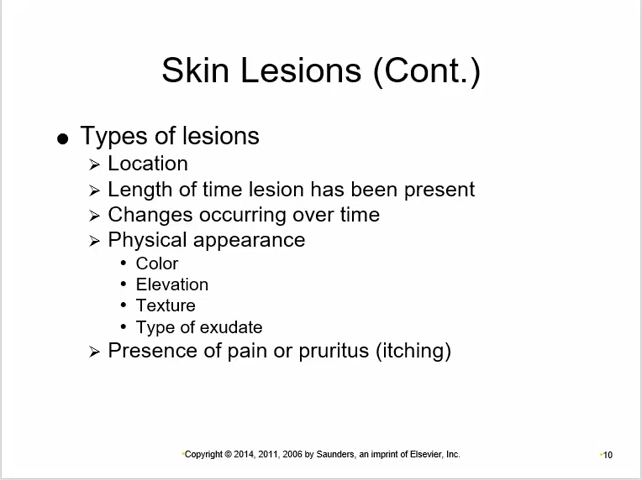 Skin Lesions (Cont.)
● Types of lesions
➢ Location
➢ Length of time lesion has been present
➢ Changes occurring over time
➢ Physical appearance
• Color
• Elevation
• Texture
• Type of exudate
➢ Presence of pain or pruritus (itching)
•Copyright © 2014, 2011, 2006 by Saunders, an imprint of Elsevier, Inc.
•10